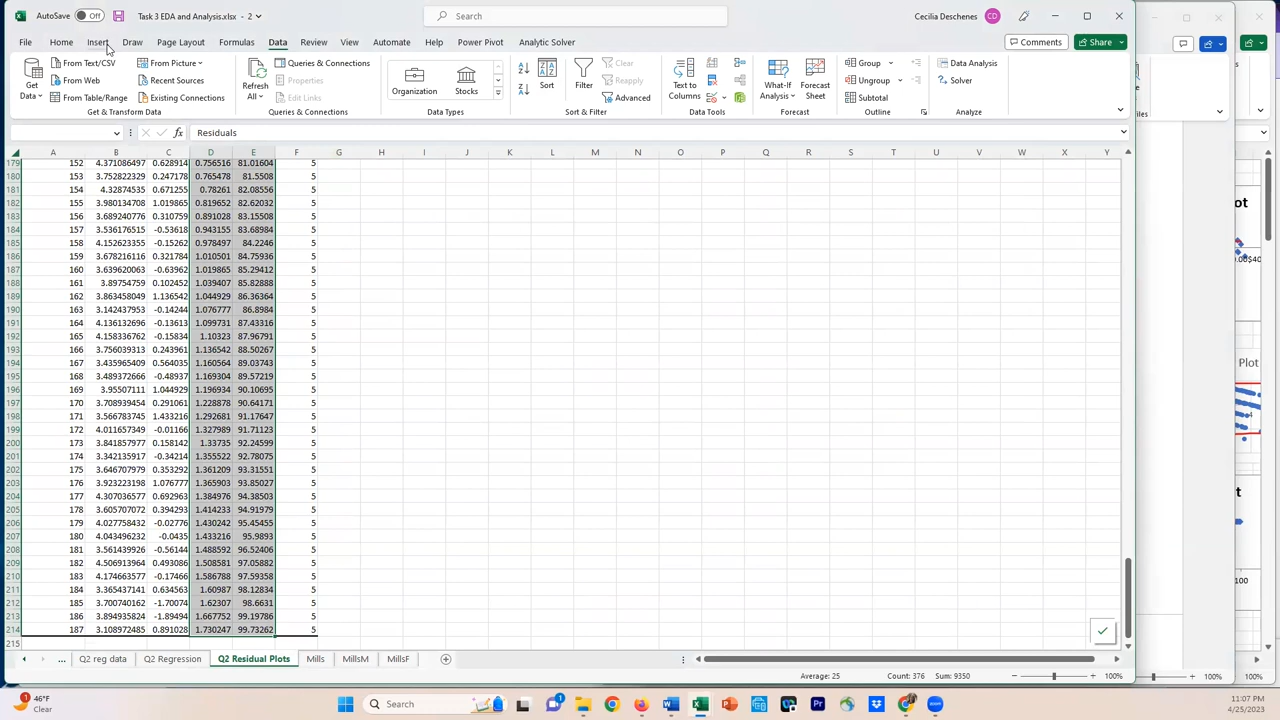 AutoSave Off Task 3 EDA and Analysis.xlsx - 2 Search Cecilia Deschenes CD
File Home Insert Draw Page Layout Formulas Data Review View Automate Help Power Pivot Analytic Solver Comments Share
Get Data From Text/CSV From Picture Refresh All Queries & Connections Organization Stocks Sort Filter Clear Text to Columns What-If Analysis Forecast Sheet Group Data Analysis
From Web Recent Sources Properties Reapply Ungroup Solver
From Table/Range Existing Connections Edit Links Advanced Subtotal
Get & Transform Data Queries & Connections Data Types Sort & Filter Data Tools Forecast Outline Analyze
Residuals
A B C D E F G H I J K L M N O P Q R S T U V W X Y
179 152 4.371086497 0.628914 0.756516 81.01604 5
180 153 3.752822329 0.247178 0.765478 81.5508 5
181 154 4.32874535 0.671255 0.78261 82.08556 5
182 155 3.980134708 1.019865 0.819652 82.62032 5
183 156 3.689240776 0.310759 0.891028 83.15508 5
184 157 3.536176515 -0.53618 0.943155 83.68984 5
185 158 4.152623355 -0.15262 0.978497 84.2246 5
186 159 3.678216116 0.321784 1.010501 84.75936 5
187 160 3.639620063 -0.63962 1.019865 85.29412 5
188 161 3.89754759 0.102452 1.039407 85.82888 5
189 162 3.863458049 1.136542 1.044929 86.36364 5
190 163 3.142437953 -0.14244 1.076777 86.8984 5
191 164 4.136132696 -0.13613 1.099731 87.43316 5
192 165 4.158336762 -0.15834 1.10323 87.96791 5
193 166 3.756039313 0.243961 1.136542 88.50267 5
194 167 3.435965409 0.564035 1.160564 89.03743 5
195 168 3.489372666 -0.48937 1.169304 89.57219 5
196 169 3.95507111 1.044929 1.196934 90.10695 5
197 170 3.708939454 0.291061 1.228878 90.64171 5
198 171 3.566783745 1.433216 1.292681 91.17647 5
199 172 4.011657349 -0.01166 1.327989 91.71123 5
200 173 3.841857977 0.158142 1.33735 92.24599 5
201 174 3.342135917 -0.34214 1.355522 92.78075 5
202 175 3.646707979 0.353292 1.361209 93.31551 5
203 176 3.923223198 1.076777 1.361905 93.85027 5
204 177 4.307036577 0.692963 1.384976 94.38503 5
205 178 3.605707072 0.394293 1.414233 94.91979 5
206 179 4.027758432 -0.02776 1.430242 95.45455 5
207 180 4.043496232 -0.0435 1.433216 95.9893 5
208 181 3.561439926 -0.56144 1.488592 96.52406 5
209 182 4.506913964 0.493086 1.508581 97.05882 5
210 183 4.174663577 -0.17466 1.586788 97.59358 5
211 184 3.365437141 0.634563 1.60987 98.12834 5
212 185 3.700740162 -1.70074 1.62307 98.6631 5
213 186 3.894935824 -1.89494 1.667752 99.19786 5
214 187 3.108972485 0.891028 1.730247 99.73262 5
215
... Q2 reg data Q2 Regression Q2 Residual Plots Mills MillsM MillsF
Average: 25 Count: 376 Sum: 9350 100% 100% 100%
46°F
Clear
Search
11:07 PM
4/25/2023
Plot
100